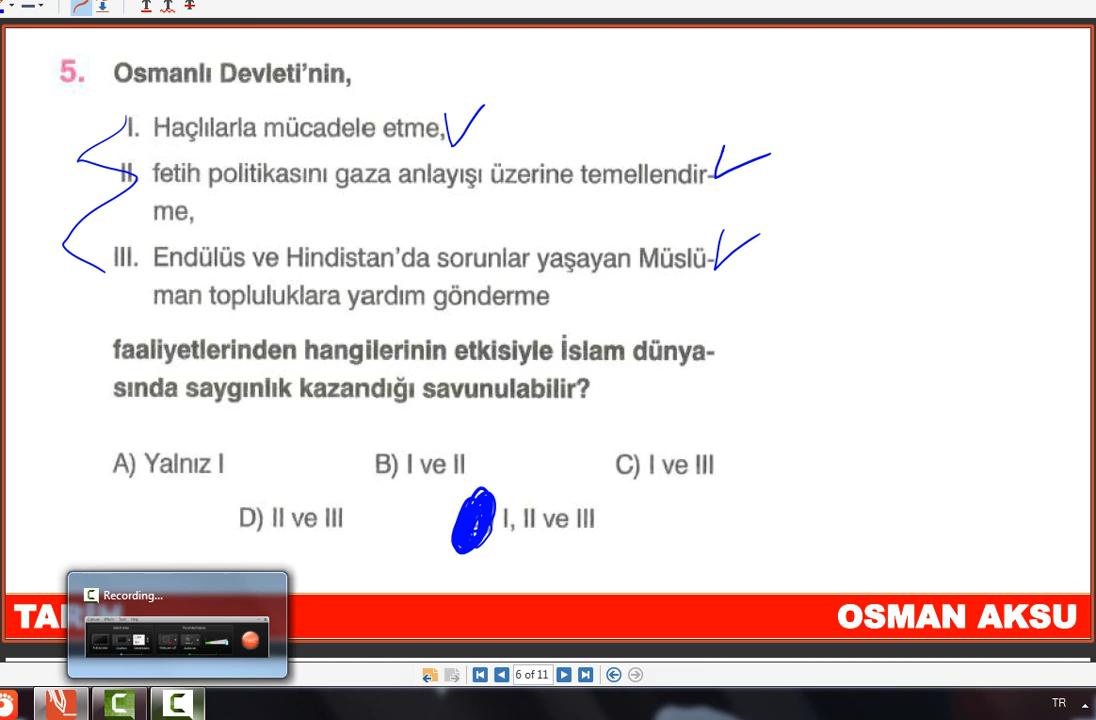 5. Osmanlı Devleti'nin,
I. Haçlılarla mücadele etme,
II. fetih politikasını gaza anlayışı üzerine temellendir-
me,
III. Endülüs ve Hindistan'da sorunlar yaşayan Müslü-
man topluluklara yardım gönderme
faaliyetlerinden hangilerinin etkisiyle İslam dünya-
sında saygınlık kazandığı savunulabilir?
A) Yalnız I B) I ve II C) I ve III
D) II ve III I, II ve III
Recording...
OSMAN AKSU
6 of 11
TR